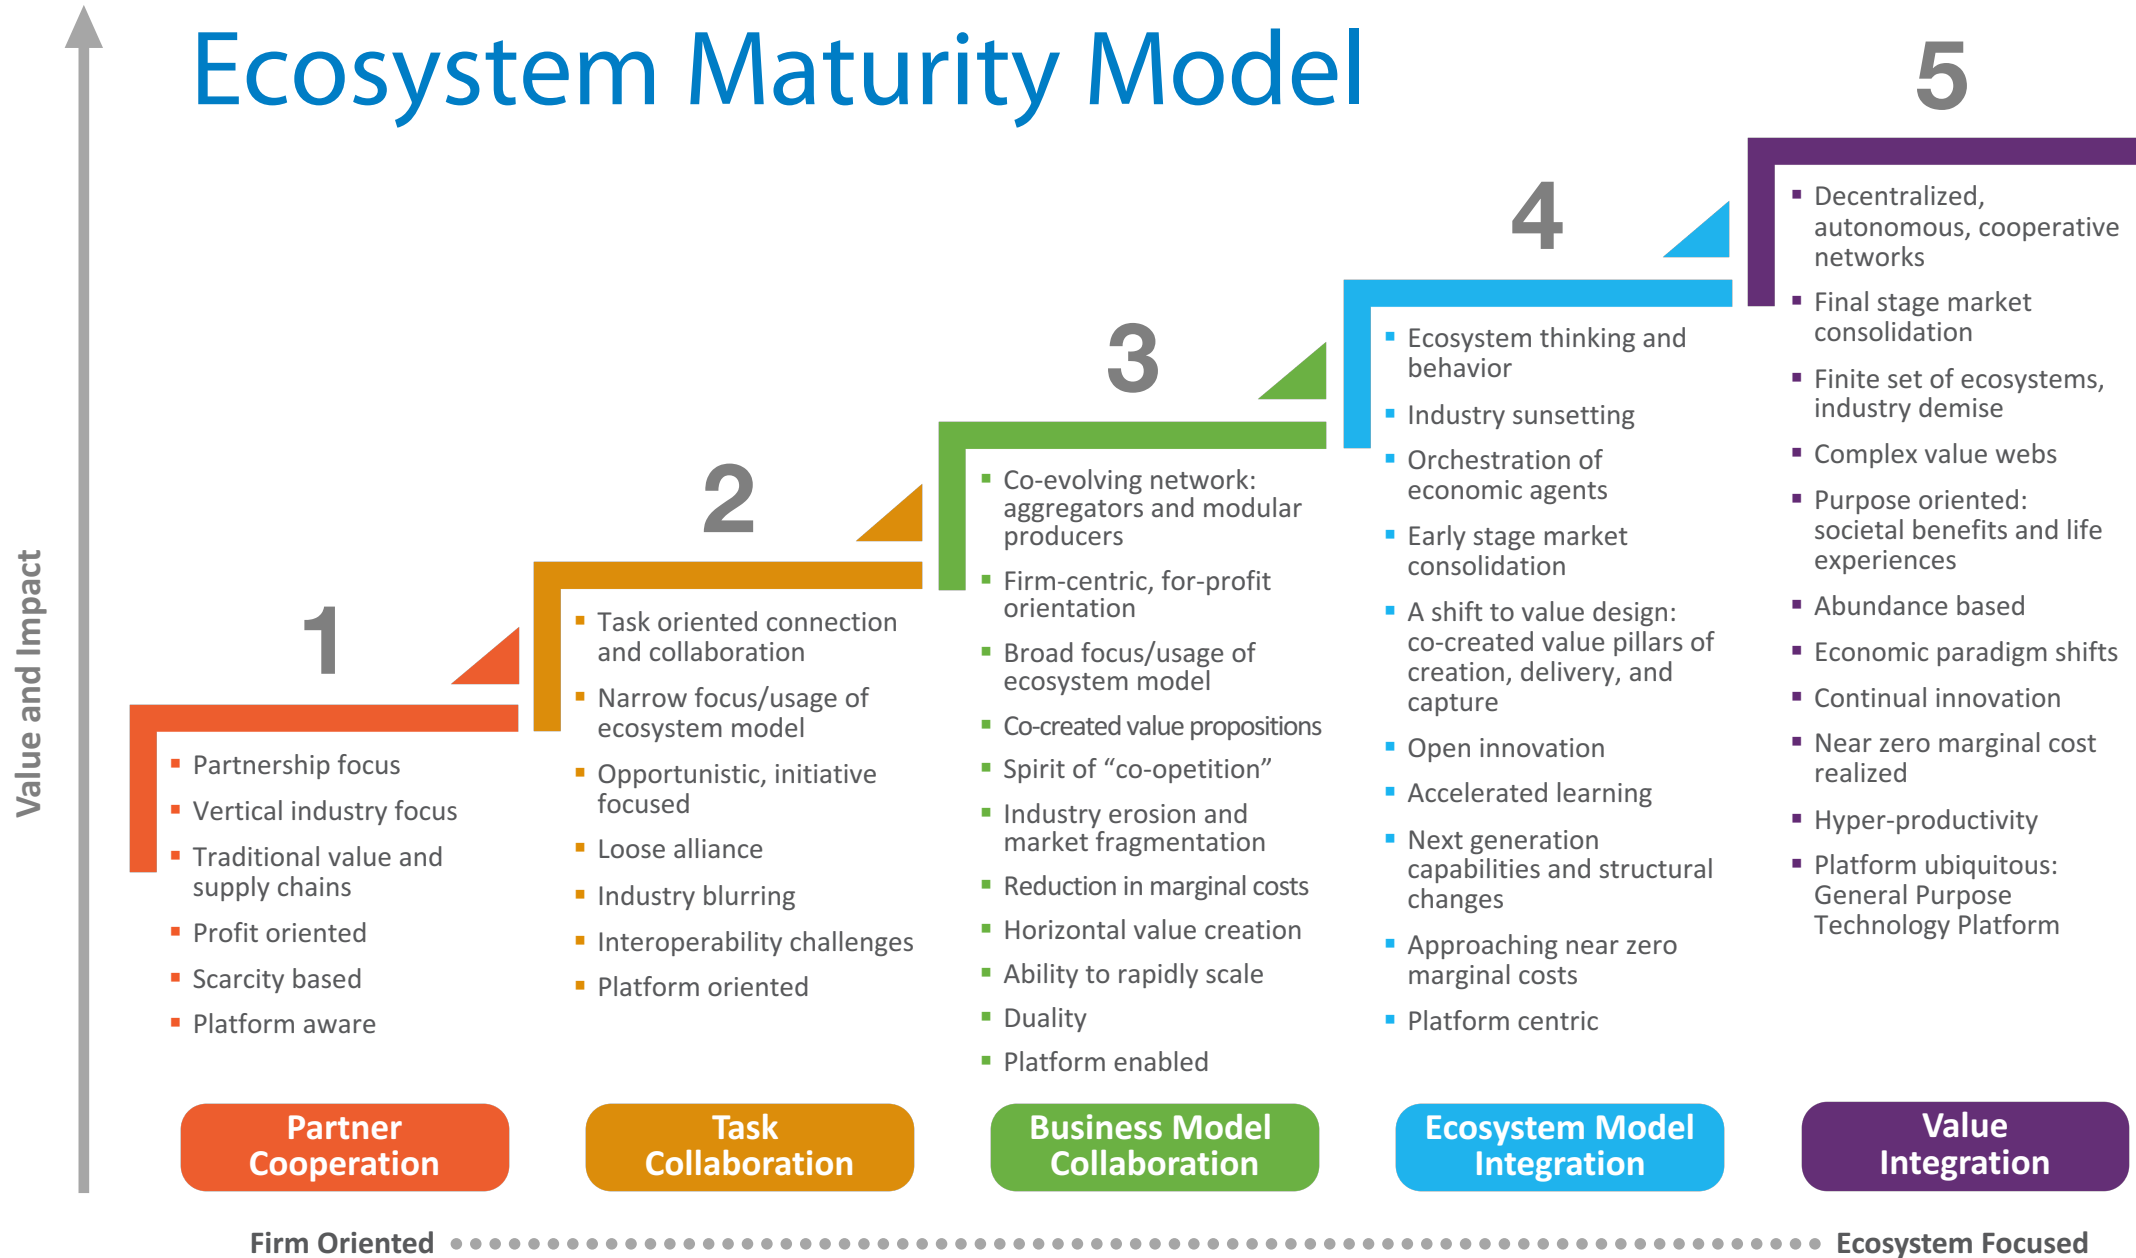 Ecosystem Maturity Model
Value and Impact
1
Partnership focus
Vertical industry focus
Traditional value and
supply chains
Profit oriented
Scarcity based
Platform aware
Partner
Cooperation
2
Task oriented connection
and collaboration
Narrow focus/usage of
ecosystem model
Opportunistic, initiative
focused
Loose alliance
Industry blurring
Interoperability challenges
Platform oriented
Task
Collaboration
3
Co-evolving network:
aggregators and modular
producers
Firm-centric, for-profit
orientation
Broad focus/usage of
ecosystem model
Co-created value propositions
Spirit of “co-opetition”
Industry erosion and
market fragmentation
Reduction in marginal costs
Horizontal value creation
Ability to rapidly scale
Duality
Platform enabled
Business Model
Collaboration
4
Ecosystem thinking and
behavior
Industry sunsetting
Orchestration of
economic agents
Early stage market
consolidation
A shift to value design:
co-created value pillars of
creation, delivery, and
capture
Open innovation
Accelerated learning
Next generation
capabilities and structural
changes
Approaching near zero
marginal costs
Platform centric
Ecosystem Model
Integration
5
Decentralized,
autonomous, cooperative
networks
Final stage market
consolidation
Finite set of ecosystems,
industry demise
Complex value webs
Purpose oriented:
societal benefits and life
experiences
Abundance based
Economic paradigm shifts
Continual innovation
Near zero marginal cost
realized
Hyper-productivity
Platform ubiquitous:
General Purpose
Technology Platform
Value
Integration
Firm Oriented
Ecosystem Focused